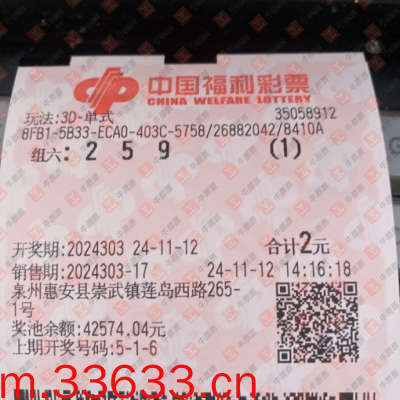 中国福利彩票
CHINA WELFARE LOTTERY
玩法:3D-单式 35058912
8FB1-5B33-ECA0-403C-5758/26882042/8410A
组六: 2 5 9 (1)
开奖期:2024303 24-11-12 合计2元
销售期:2024303-17 24-11-12 14:16:18
泉州惠安县崇武镇莲岛西路265-
1号
奖池余额:42574.04元
上期开奖号码:5-1-6
m.33633.cn